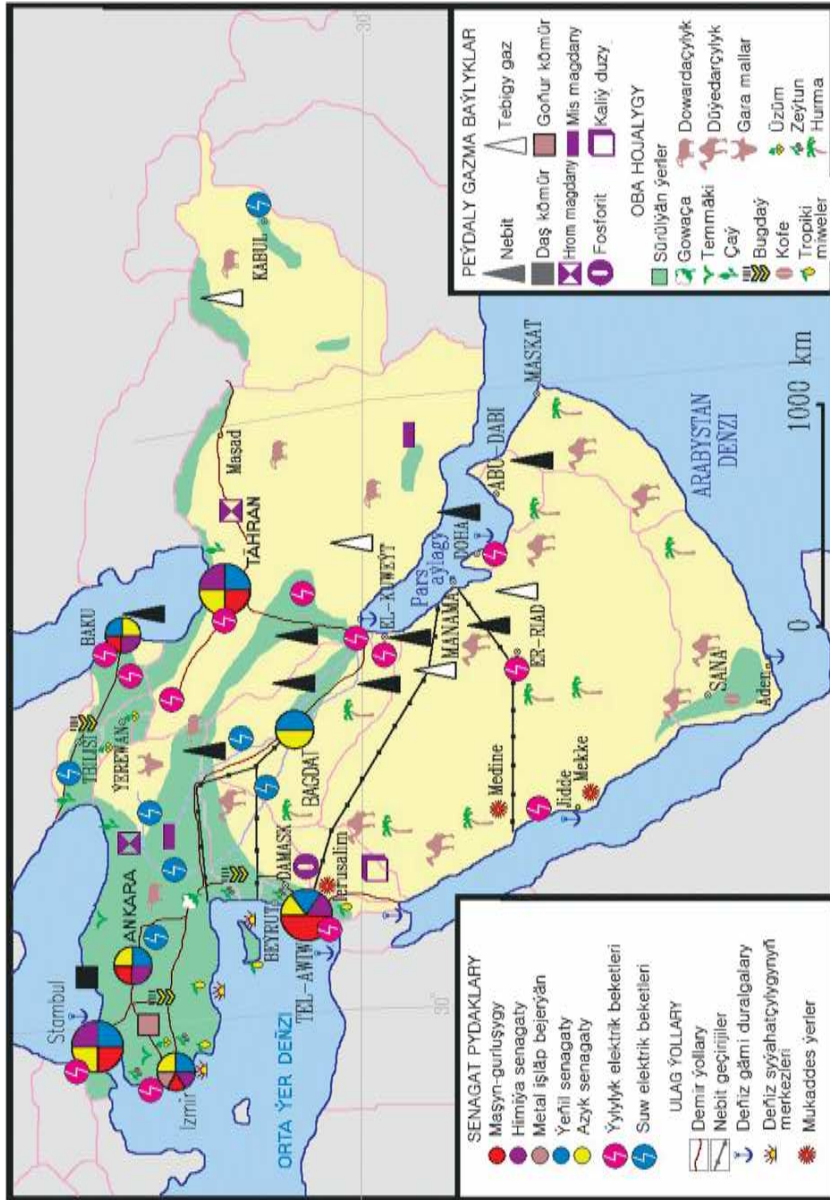 PEÝDALY GAZMA BAÝLYKLAR
Nebit
Tebigy gaz
Daş kömür
Goňur kömür
Hrom magdany
Mis magdany
Fosforit
Kaliý duzy
OBA HOJALYGY
Sürülýän ýerler
Gowaça
Temmäki
Çaý
Bugdaý
Kofe
Tropiki
miweler
Dowardaçylyk
Düýedarçylyk
Gara mallar
Üzüm
Zeýtun
Hurma
SENAGAT PYDAKLARY
Maşyn-gurluşygy
Himiýa senagaty
Metal işläp bejerýän
Ýeňil senagaty
Azyk senagaty
Ýylylyk elektrik beketleri
Suw elektrik beketleri
ULAG ÝOLLARY
Demir ýollary
Nebit geçirijiler
Deňiz gämi duralgalary
Deňiz syýahatçylygynyň
merkezleri
Mukaddes ýerler
Stambul
ANKARA
Izmir
ORTA ÝER DEŇZI
TBILISI
ÝEREWAN
BAKU
TÄHRAN
Maşad
KABUL
BEYRUT
DAMASK
TEL-AWIW
Ierusalim
BAGDAT
EL-KUWEYT
Pars
aýlagy
MANAMA
DOHA
ABU-DABI
MASKAT
ER-RIAD
Medine
Jidde
Mekke
SANA
Aden
ARABYSTAN
DEŇZI
30°
30°
0
1000 km